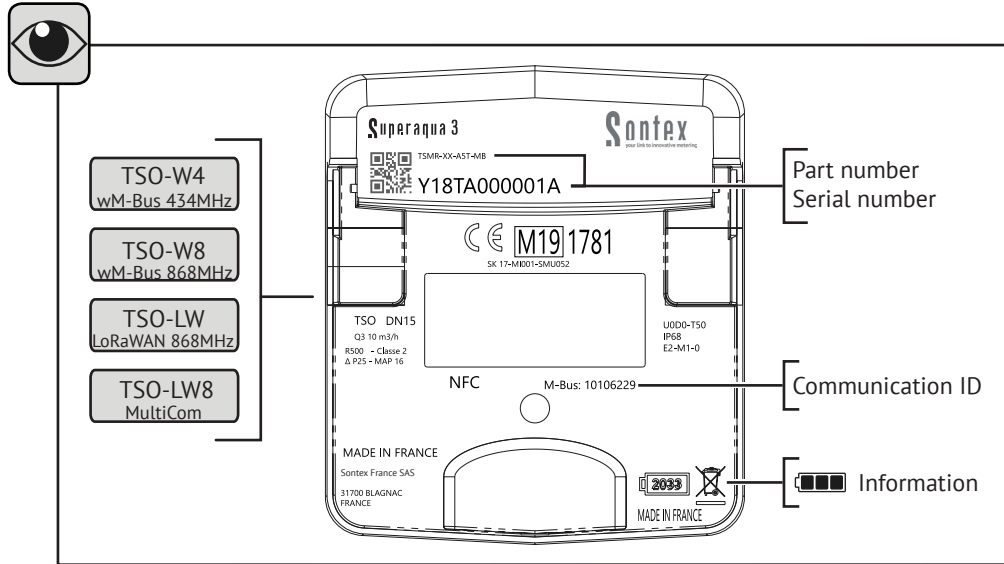 TSO-W4
wM-Bus 434MHz
TSO-W8
wM-Bus 868MHz
TSO-LW
LoRaWAN 868MHz
TSO-LW8
MultiCom
Superaqua 3
Sontex
your link to innovative metering
TSMR-XX-A5T-MB
Y18TA000001A
Part number
Serial number
CE M19 1781
SK 17-MI001-SMU052
TSO DN15
Q3 10 m3/h
R500 - Classe 2
Δ P25 - MAP 16
U0D0-T50
IP68
E2-M1-0
NFC
M-Bus: 10106229
Communication ID
MADE IN FRANCE
Sontex France SAS
31700 BLAGNAC
FRANCE
2033
MADE IN FRANCE
Information